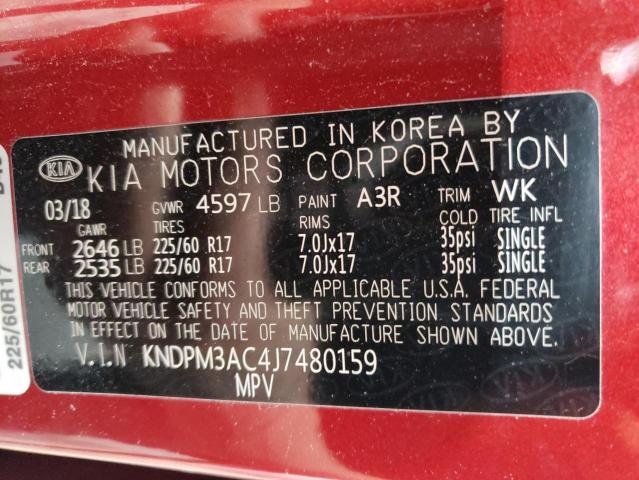 MANUFACTURED IN KOREA BY
KIA KIA MOTORS CORPORATION
03/18 GVWR 4597 LB PAINT A3R TRIM WK
GAWR TIRES RIMS COLD TIRE INFL
FRONT 2646 LB 225/60 R17 7.0Jx17 35psi SINGLE
REAR 2535 LB 225/60 R17 7.0Jx17 35psi SINGLE
THIS VEHICLE CONFORMS TO ALL APPLICABLE U.S.A. FEDERAL
MOTOR VEHICLE SAFETY AND THEFT PREVENTION STANDARDS
IN EFFECT ON THE DATE OF MANUFACTURE SHOWN ABOVE.
V.I.N KNDPM3AC4J7480159
MPV
225/60R17